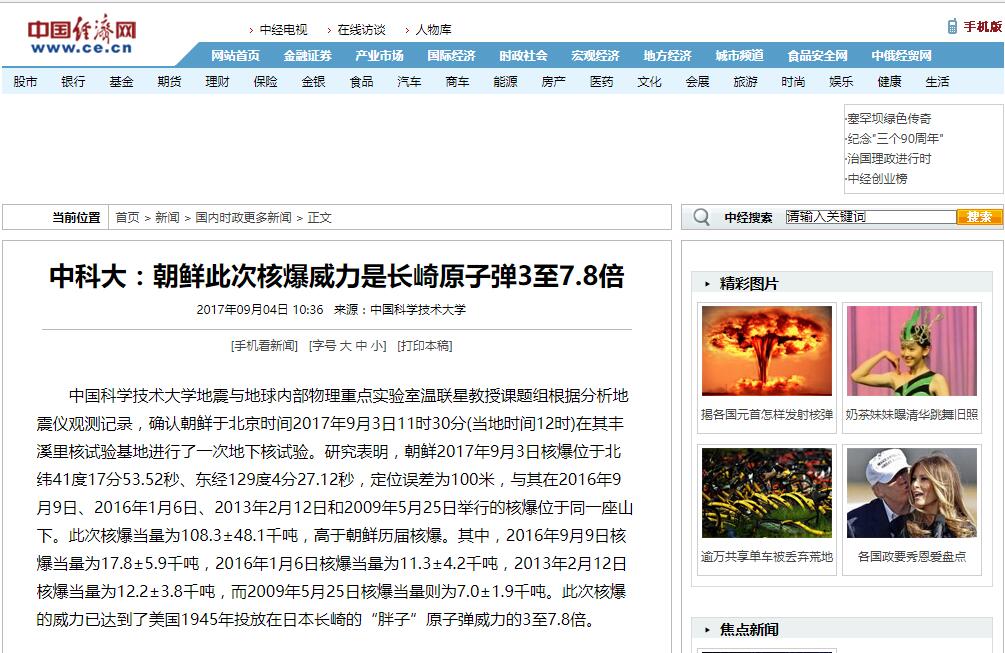 中国经济网
www.ce.cn
中经电视 在线访谈 人物库
手机版
网站首页 金融证券 产业市场 国际经济 时政社会 宏观经济 地方经济 城市频道 食品安全网 中俄经贸网
股市 银行 基金 期货 理财 保险 金银 食品 汽车 商车 能源 房产 医药 文化 会展 旅游 时尚 娱乐 健康 生活
·塞罕坝绿色传奇
·纪念"三个90周年"
·治国理政进行时
·中经创业榜
当前位置 首页 > 新闻 > 国内时政更多新闻 > 正文
中经搜索 请输入关键词 搜索
中科大：朝鲜此次核爆威力是长崎原子弹3至7.8倍
2017年09月04日 10:36 来源：中国科学技术大学
[手机看新闻] [字号 大 中 小] [打印本稿]
中国科学技术大学地震与地球内部物理重点实验室温联星教授课题组根据分析地
震仪观测记录，确认朝鲜于北京时间2017年9月3日11时30分(当地时间12时)在其丰
溪里核试验基地进行了一次地下核试验。研究表明，朝鲜2017年9月3日核爆位于北
纬41度17分53.52秒、东经129度4分27.12秒，定位误差为100米，与其在2016年9
月9日、2016年1月6日、2013年2月12日和2009年5月25日举行的核爆位于同一座山
下。此次核爆当量为108.3±48.1千吨，高于朝鲜历届核爆。其中，2016年9月9日核
爆当量为17.8±5.9千吨，2016年1月6日核爆当量为11.3±4.2千吨，2013年2月12日
核爆当量为12.2±3.8千吨，而2009年5月25日核爆当量则为7.0±1.9千吨。此次核爆
的威力已达到了美国1945年投放在日本长崎的“胖子”原子弹威力的3至7.8倍。
精彩图片
揭各国元首怎样发射核弹 奶茶妹妹曝清华跳舞旧照
逾万共享单车被丢弃荒地 各国政要秀恩爱盘点
焦点新闻